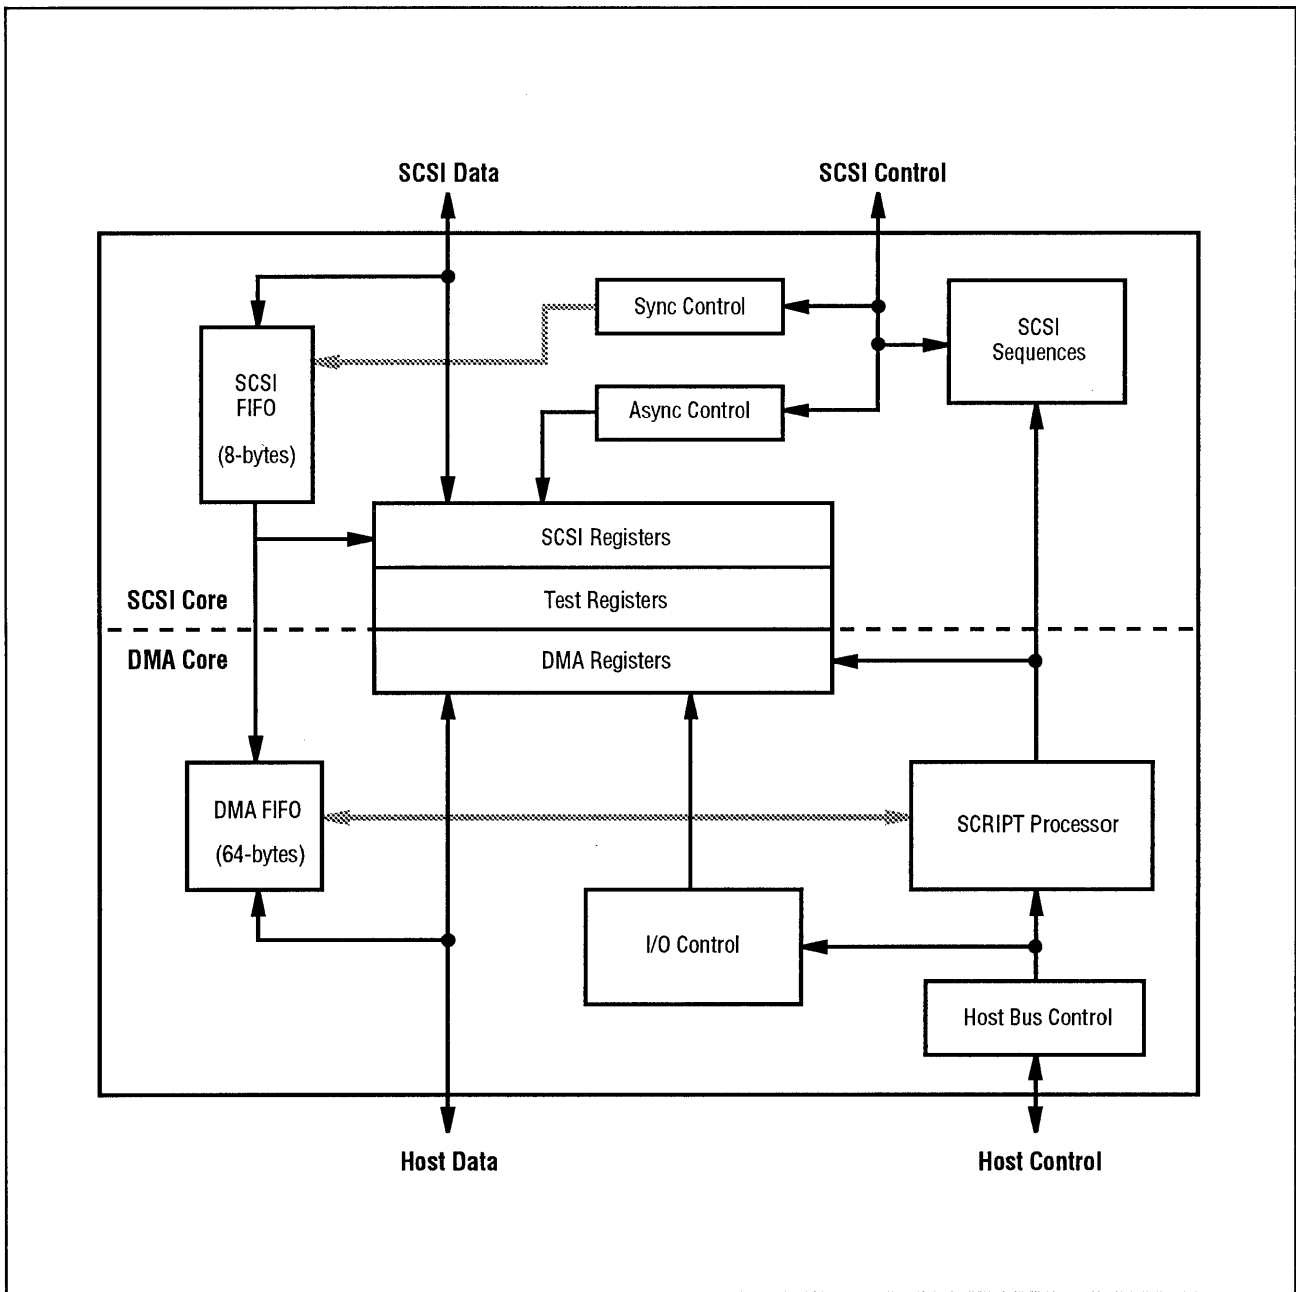 SCSI Data
SCSI Control
Sync Control
SCSI
Sequences
SCSI
FIFO
(8-bytes)
Async Control
SCSI Registers
Test Registers
SCSI Core
DMA Core
DMA Registers
DMA FIFO
(64-bytes)
SCRIPT Processor
I/O Control
Host Bus Control
Host Data
Host Control